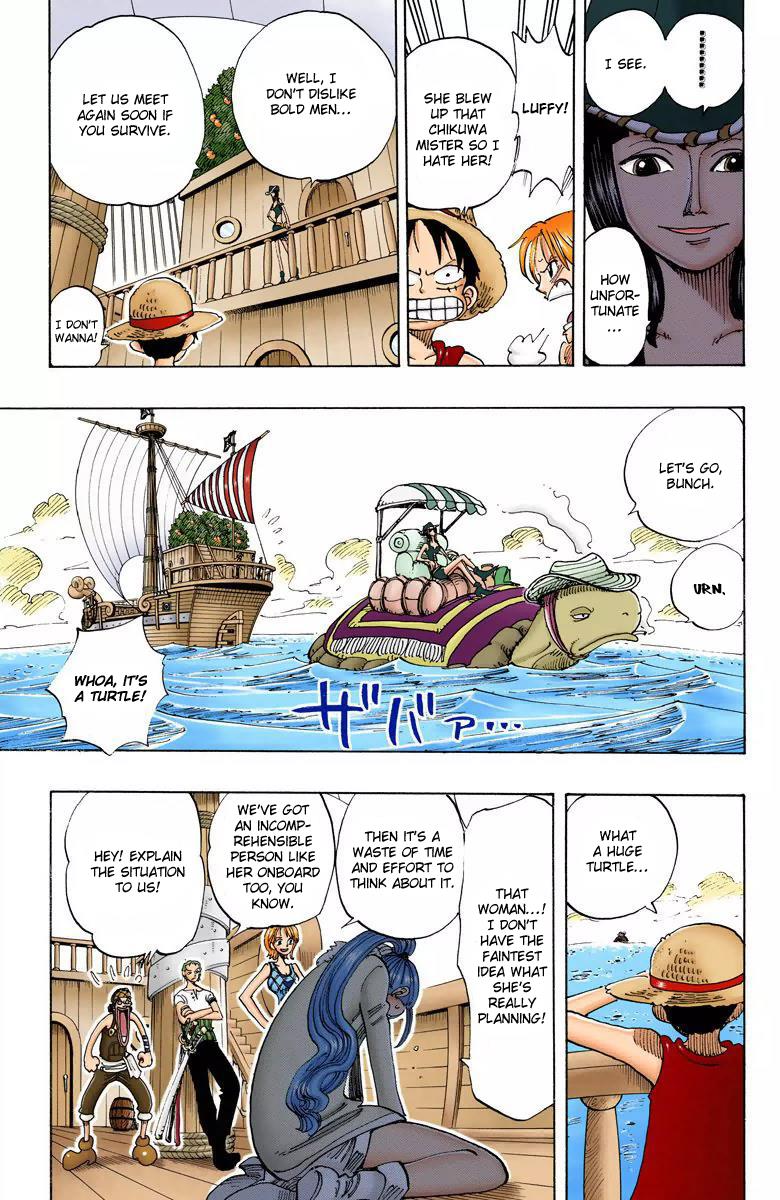 ..........
I SEE.
HOW
UNFOR-
TUNATE
...
LUFFY!
SHE BLEW
UP THAT
CHIKUWA
MISTER SO I
HATE HER!
WELL, I
DON'T DISLIKE
BOLD MEN...
LET US MEET
AGAIN SOON IF
YOU SURVIVE.
I DON'T
WANNA!
LET'S GO,
BUNCH.
URN.
WHOA, IT'S
A TURTLE!
ザバァ...
WHAT
A HUGE
TURTLE...
THAT
WOMAN...!
I DON'T
HAVE THE
FAINTEST
IDEA WHAT
SHE'S
REALLY
PLANNING!
THEN IT'S A
WASTE OF TIME
AND EFFORT TO
THINK ABOUT IT.
WE'VE GOT
AN INCOMP-
REHENSIBLE
PERSON LIKE
HER ONBOARD
TOO, YOU
KNOW.
HEY! EXPLAIN
THE SITUATION
TO US!